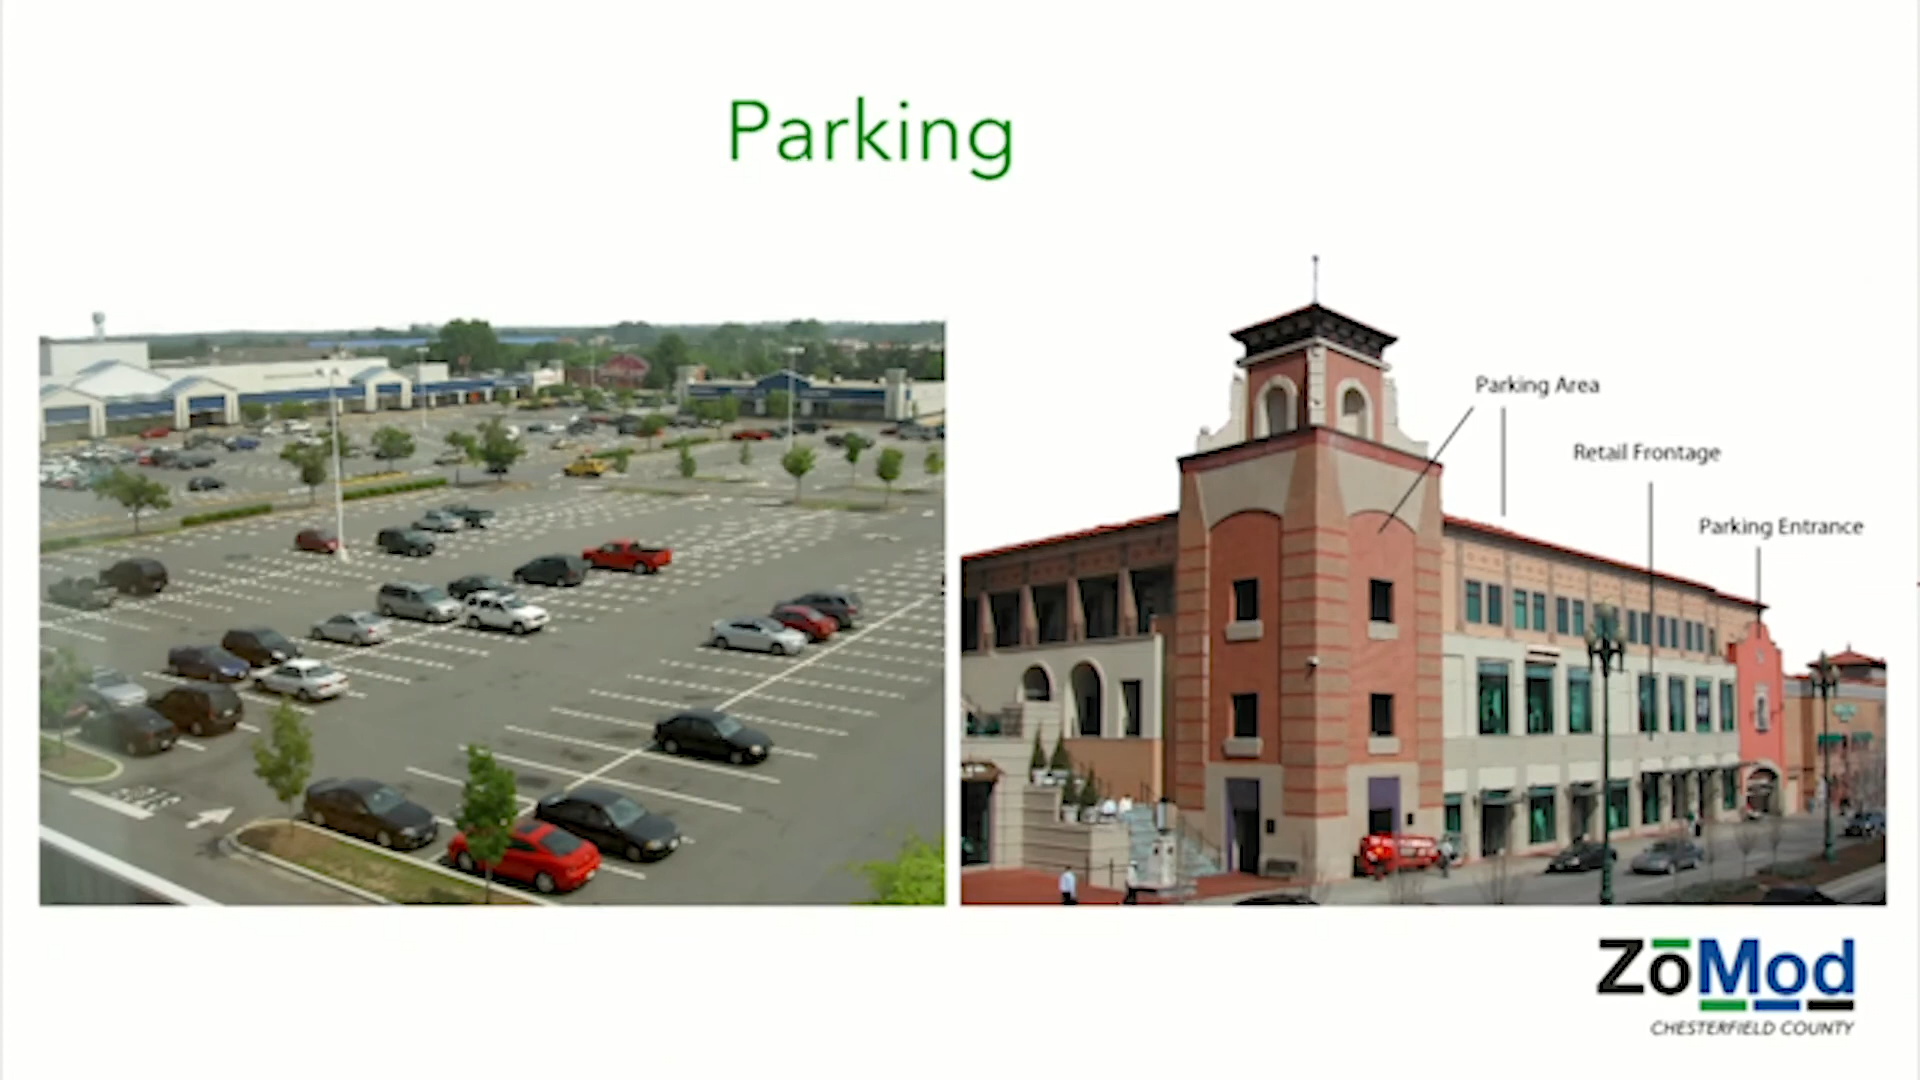 Parking
Parking Area
Retail Frontage
Parking Entrance
ZōMod
CHESTERFIELD COUNTY